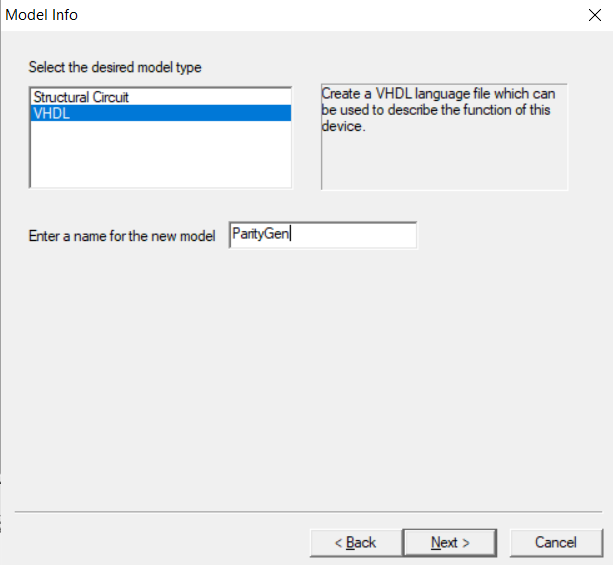 Model Info
Select the desired model type
Structural Circuit
VHDL
Create a VHDL language file which can
be used to describe the function of this
device.
Enter a name for the new model
ParityGen
< Back
Next >
Cancel